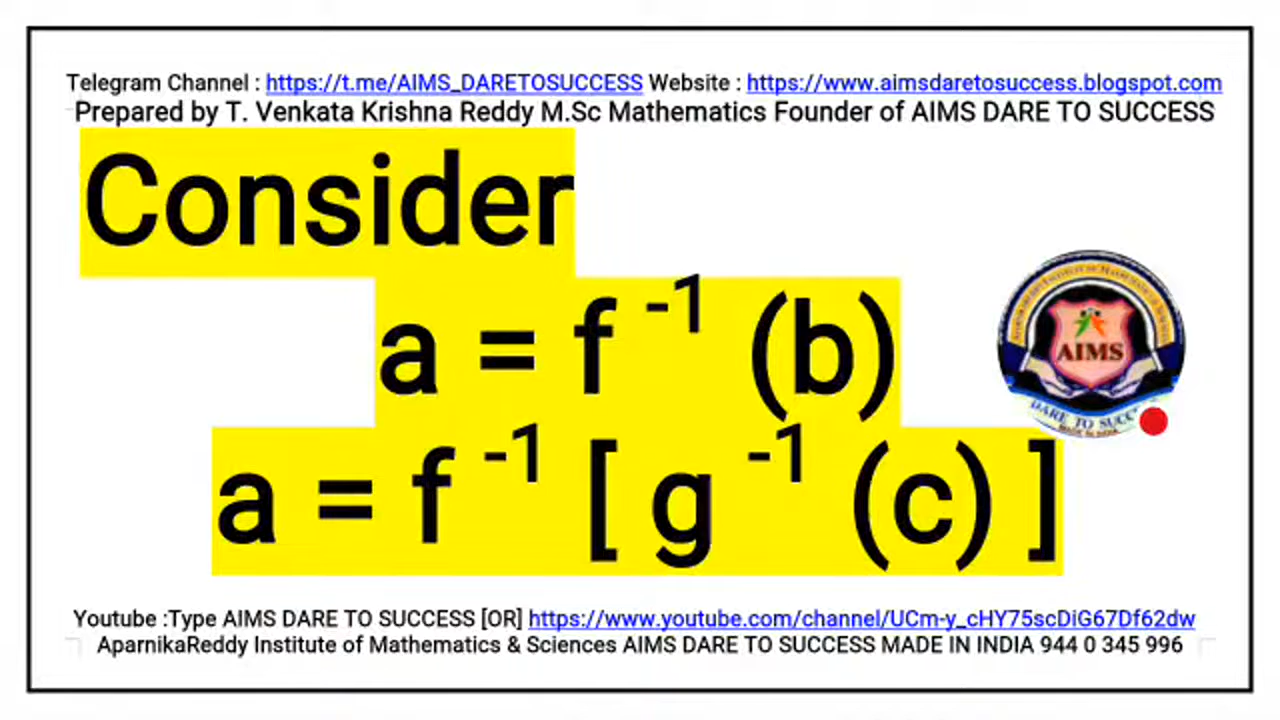 Telegram Channel : https://t.me/AIMS_DARETOSUCCESS Website : https://www.aimsdaretosuccess.blogspot.com
Prepared by T. Venkata Krishna Reddy M.Sc Mathematics Founder of AIMS DARE TO SUCCESS
Consider
a = f ⁻¹ (b)
a = f ⁻¹ [ g ⁻¹ (c) ]
AIMS
DARE TO SUCC
MADE IN INDIA
Youtube :Type AIMS DARE TO SUCCESS [OR] https://www.youtube.com/channel/UCm-y_cHY75scDiG67Df62dw
AparnikaReddy Institute of Mathematics & Sciences AIMS DARE TO SUCCESS MADE IN INDIA 944 0 345 996